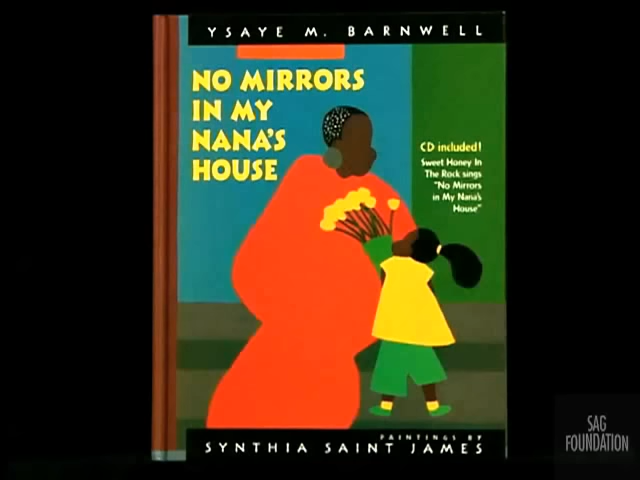 YSAYE M. BARNWELL
NO MIRRORS
IN MY
NANA'S
HOUSE
CD included!
Sweet Honey In
The Rock sings
"No Mirrors
in My Nana's
House"
PAINTINGS BY
SYNTHIA SAINT JAMES
SAG
FOUNDATION